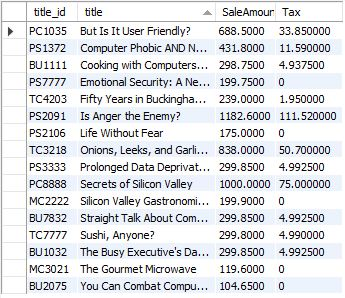 title_id title SaleAmoun Tax
PC1035 But Is It User Friendly? 688.5000 33.850000
PS1372 Computer Phobic AND N... 431.8000 11.590000
BU1111 Cooking with Computers... 298.7500 4.937500
PS7777 Emotional Security: A Ne... 199.7500 0
TC4203 Fifty Years in Buckingha... 239.0000 1.950000
PS2091 Is Anger the Enemy? 1182.6000 111.520000
PS2106 Life Without Fear 175.0000 0
TC3218 Onions, Leeks, and Garli... 838.0000 50.700000
PS3333 Prolonged Data Deprivat... 299.8500 4.992500
PC8888 Secrets of Silicon Valley 1000.0000 75.000000
MC2222 Silicon Valley Gastronomi... 199.9000 0
BU7832 Straight Talk About Com... 299.8500 4.992500
TC7777 Sushi, Anyone? 299.8000 4.990000
BU1032 The Busy Executive's Da... 299.8500 4.992500
MC3021 The Gourmet Microwave 119.6000 0
BU2075 You Can Combat Compu... 104.6500 0